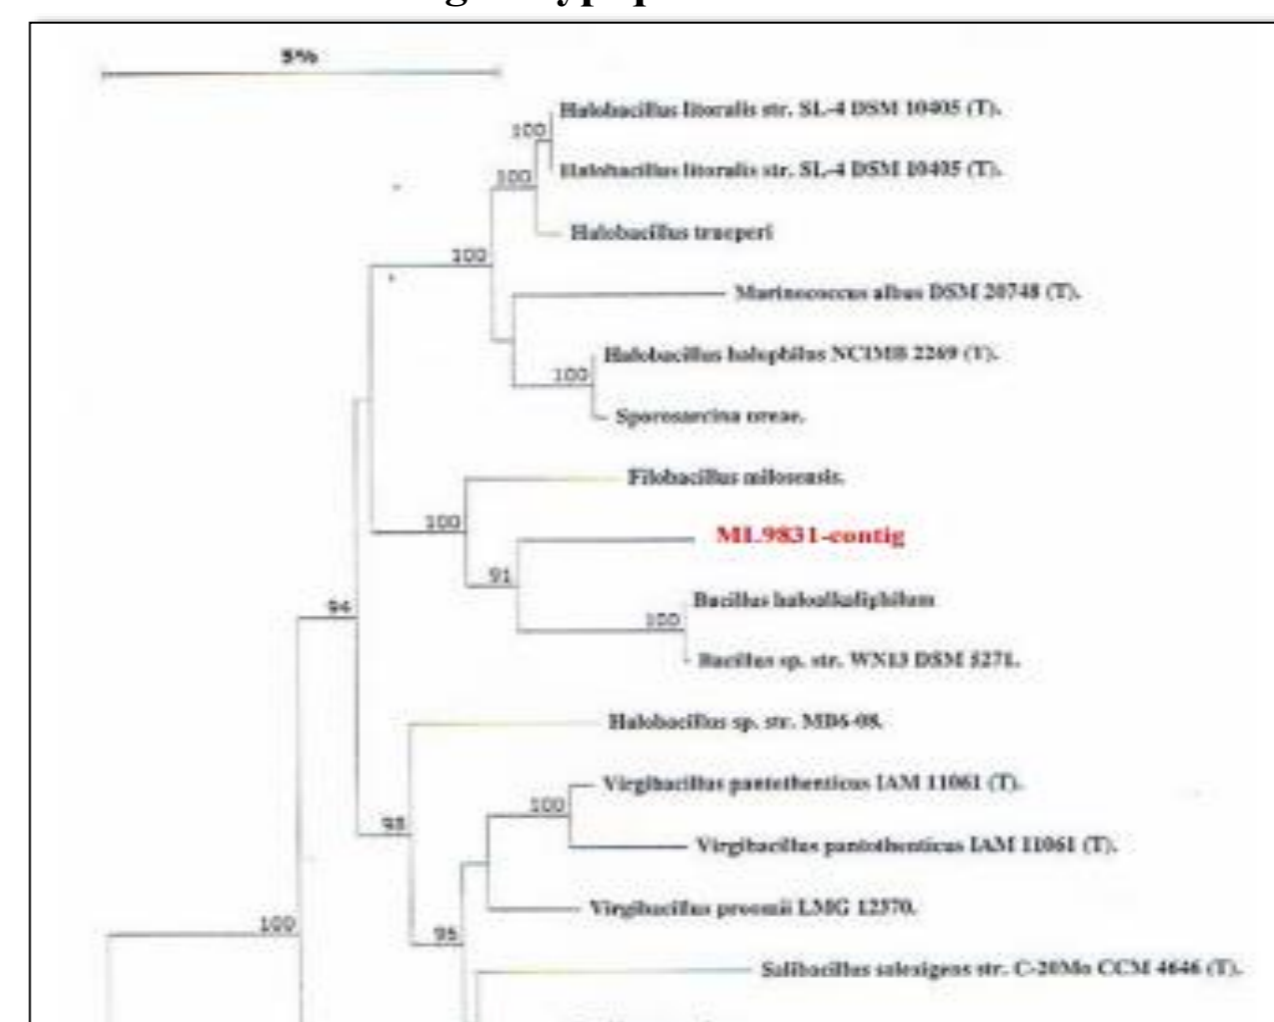 5%
Halobacillus litoralis str. SL-4 DSM 10405 (T).
100
Halobacillus litoralis str. SL-4 DSM 10405 (T).
100
Halobacillus trueperi
100
Marinococcus albus DSM 20748 (T).
Halobacillus halophilus NCIMB 2269 (T).
100
Sporosarcina ureae.
Filobacillus milosensis.
100
ML9831-contig
91
Bacillus haloalkaliphilum
94
100
Bacillus sp. str. WN13 DSM 5271.
Halobacillus sp. str. MB6-08.
Virgibacillus pantothenticus IAM 11061 (T).
100
Virgibacillus pantothenticus IAM 11061 (T).
Virgibacillus proomii LMG 12370.
100
95
Salibacillus salexigens str. C-20Mo CCM 4646 (T).